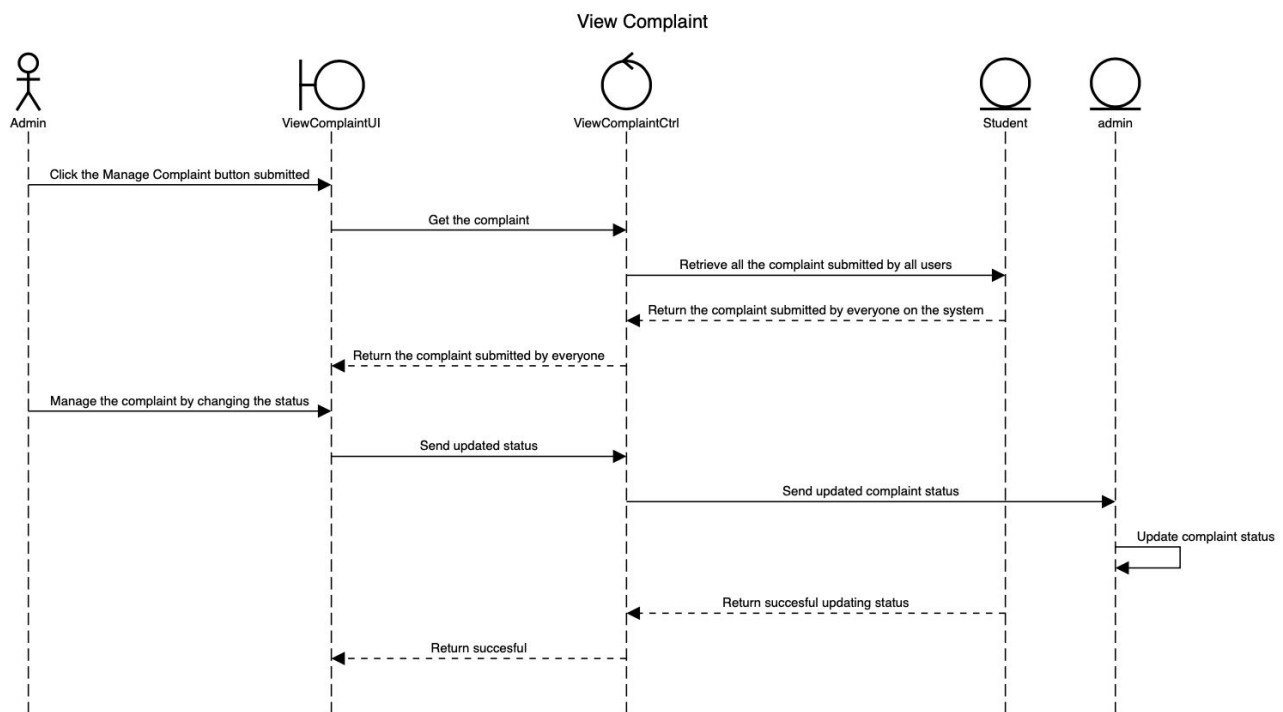 View Complaint
Admin
ViewComplaintUI
ViewComplaintCtrl
Student
admin
Click the Manage Complaint button submitted
Get the complaint
Retrieve all the complaint submitted by all users
Return the complaint submitted by everyone on the system
Return the complaint submitted by everyone
Manage the complaint by changing the status
Send updated status
Send updated complaint status
Update complaint status
Return succesful updating status
Return succesful